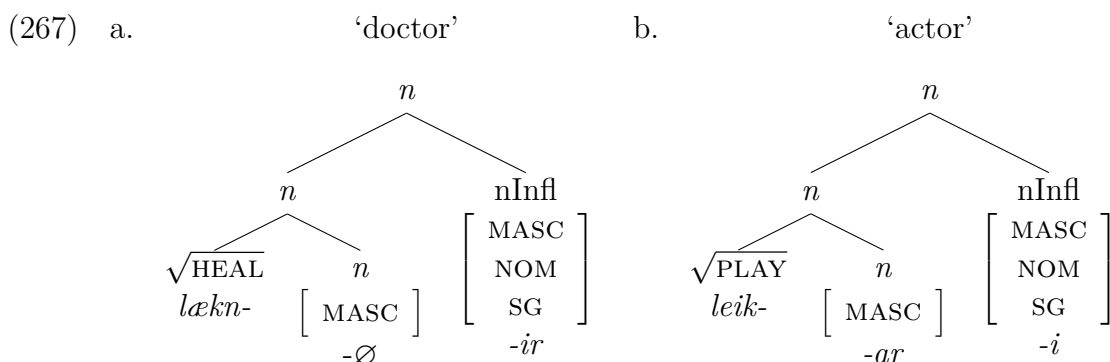 (267) a. ‘doctor’ b. ‘actor’
n n
n nInfl n nInfl
MASC MASC
√HEAL n NOM √PLAY n NOM
lækn- [ MASC ] SG leik- [ MASC ] SG
-∅ -ir -ar -i